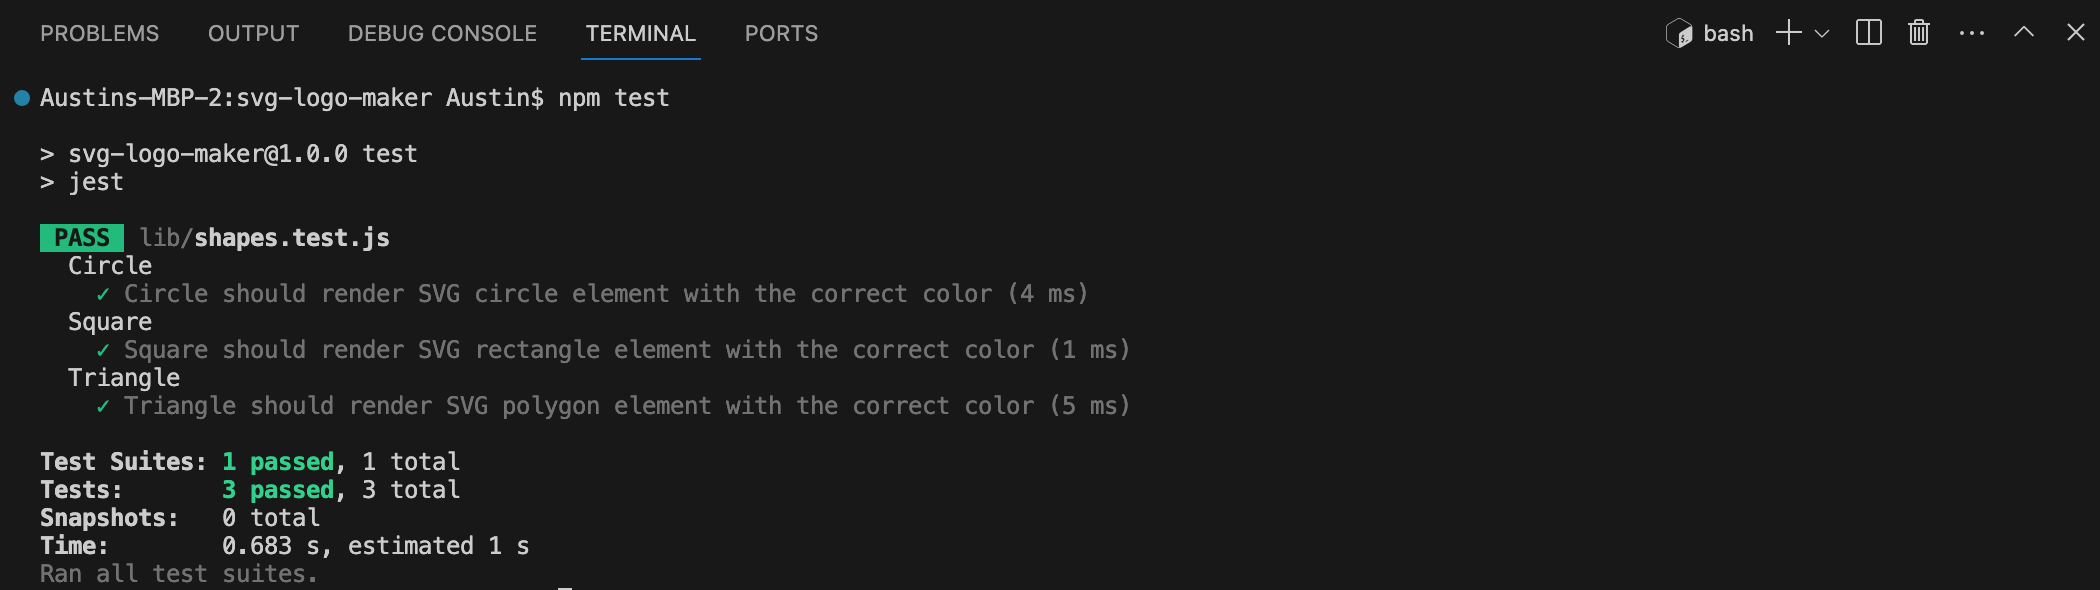 PROBLEMS OUTPUT DEBUG CONSOLE TERMINAL PORTS bash
Austins-MBP-2:svg-logo-maker Austin$ npm test
> svg-logo-maker@1.0.0 test
> jest
PASS lib/shapes.test.js
Circle
✓ Circle should render SVG circle element with the correct color (4 ms)
Square
✓ Square should render SVG rectangle element with the correct color (1 ms)
Triangle
✓ Triangle should render SVG polygon element with the correct color (5 ms)
Test Suites: 1 passed, 1 total
Tests: 3 passed, 3 total
Snapshots: 0 total
Time: 0.683 s, estimated 1 s
Ran all test suites.